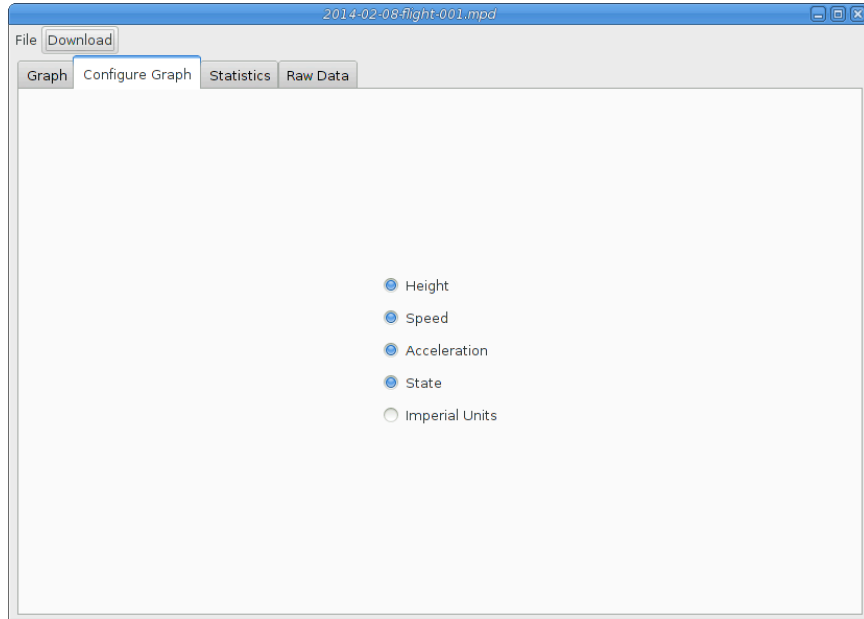 2014-02-08-flight-001.mpd
File Download
Graph Configure Graph Statistics Raw Data
Height
Speed
Acceleration
State
Imperial Units